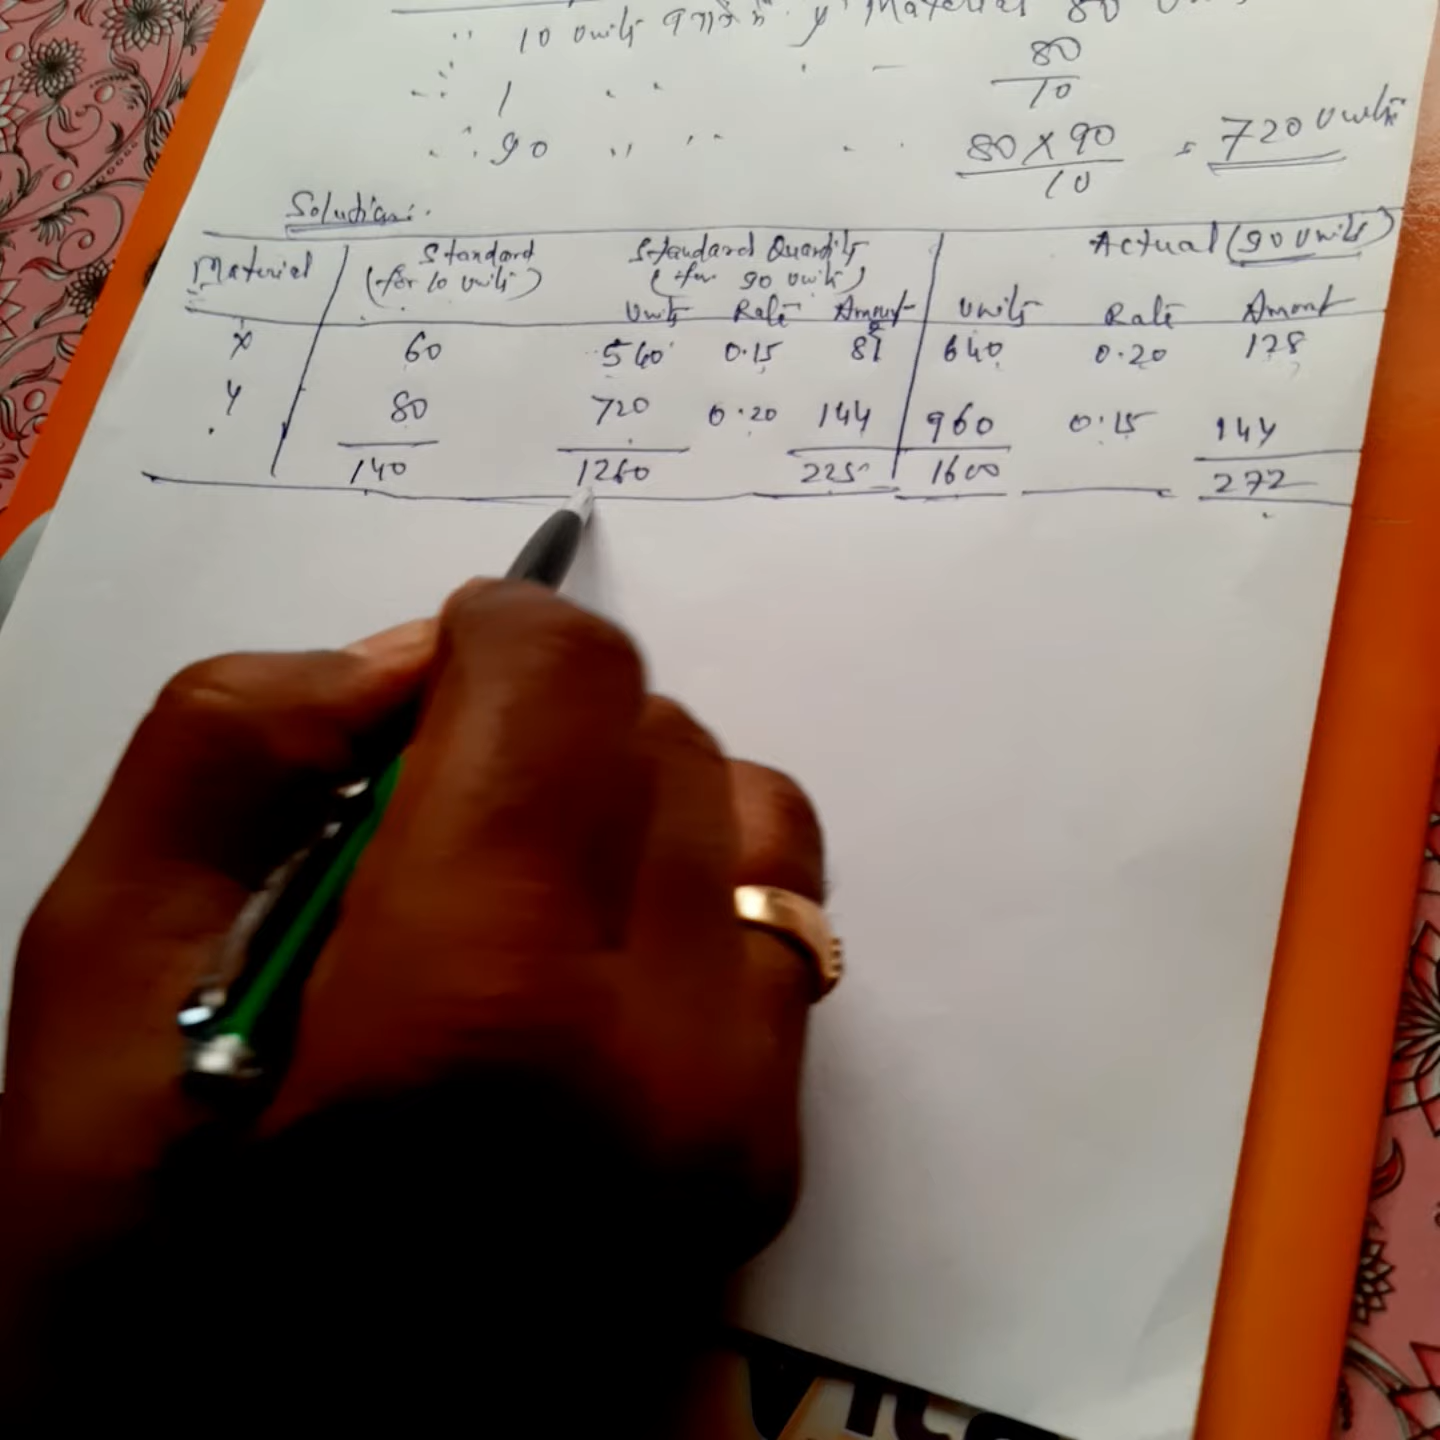 10 Units y Material 80
80
1 10
90 80 X 90 = 720 Units
10
Solution:
Material Standard Standard Quantity Actual (90 Units)
(for 10 Units) (for 90 Units)
Units Rate Amount Units Rate Amount
X 60 540 0.15 81 640 0.20 128
Y 80 720 0.20 144 960 0.15 144
140 1260 225 1600 272